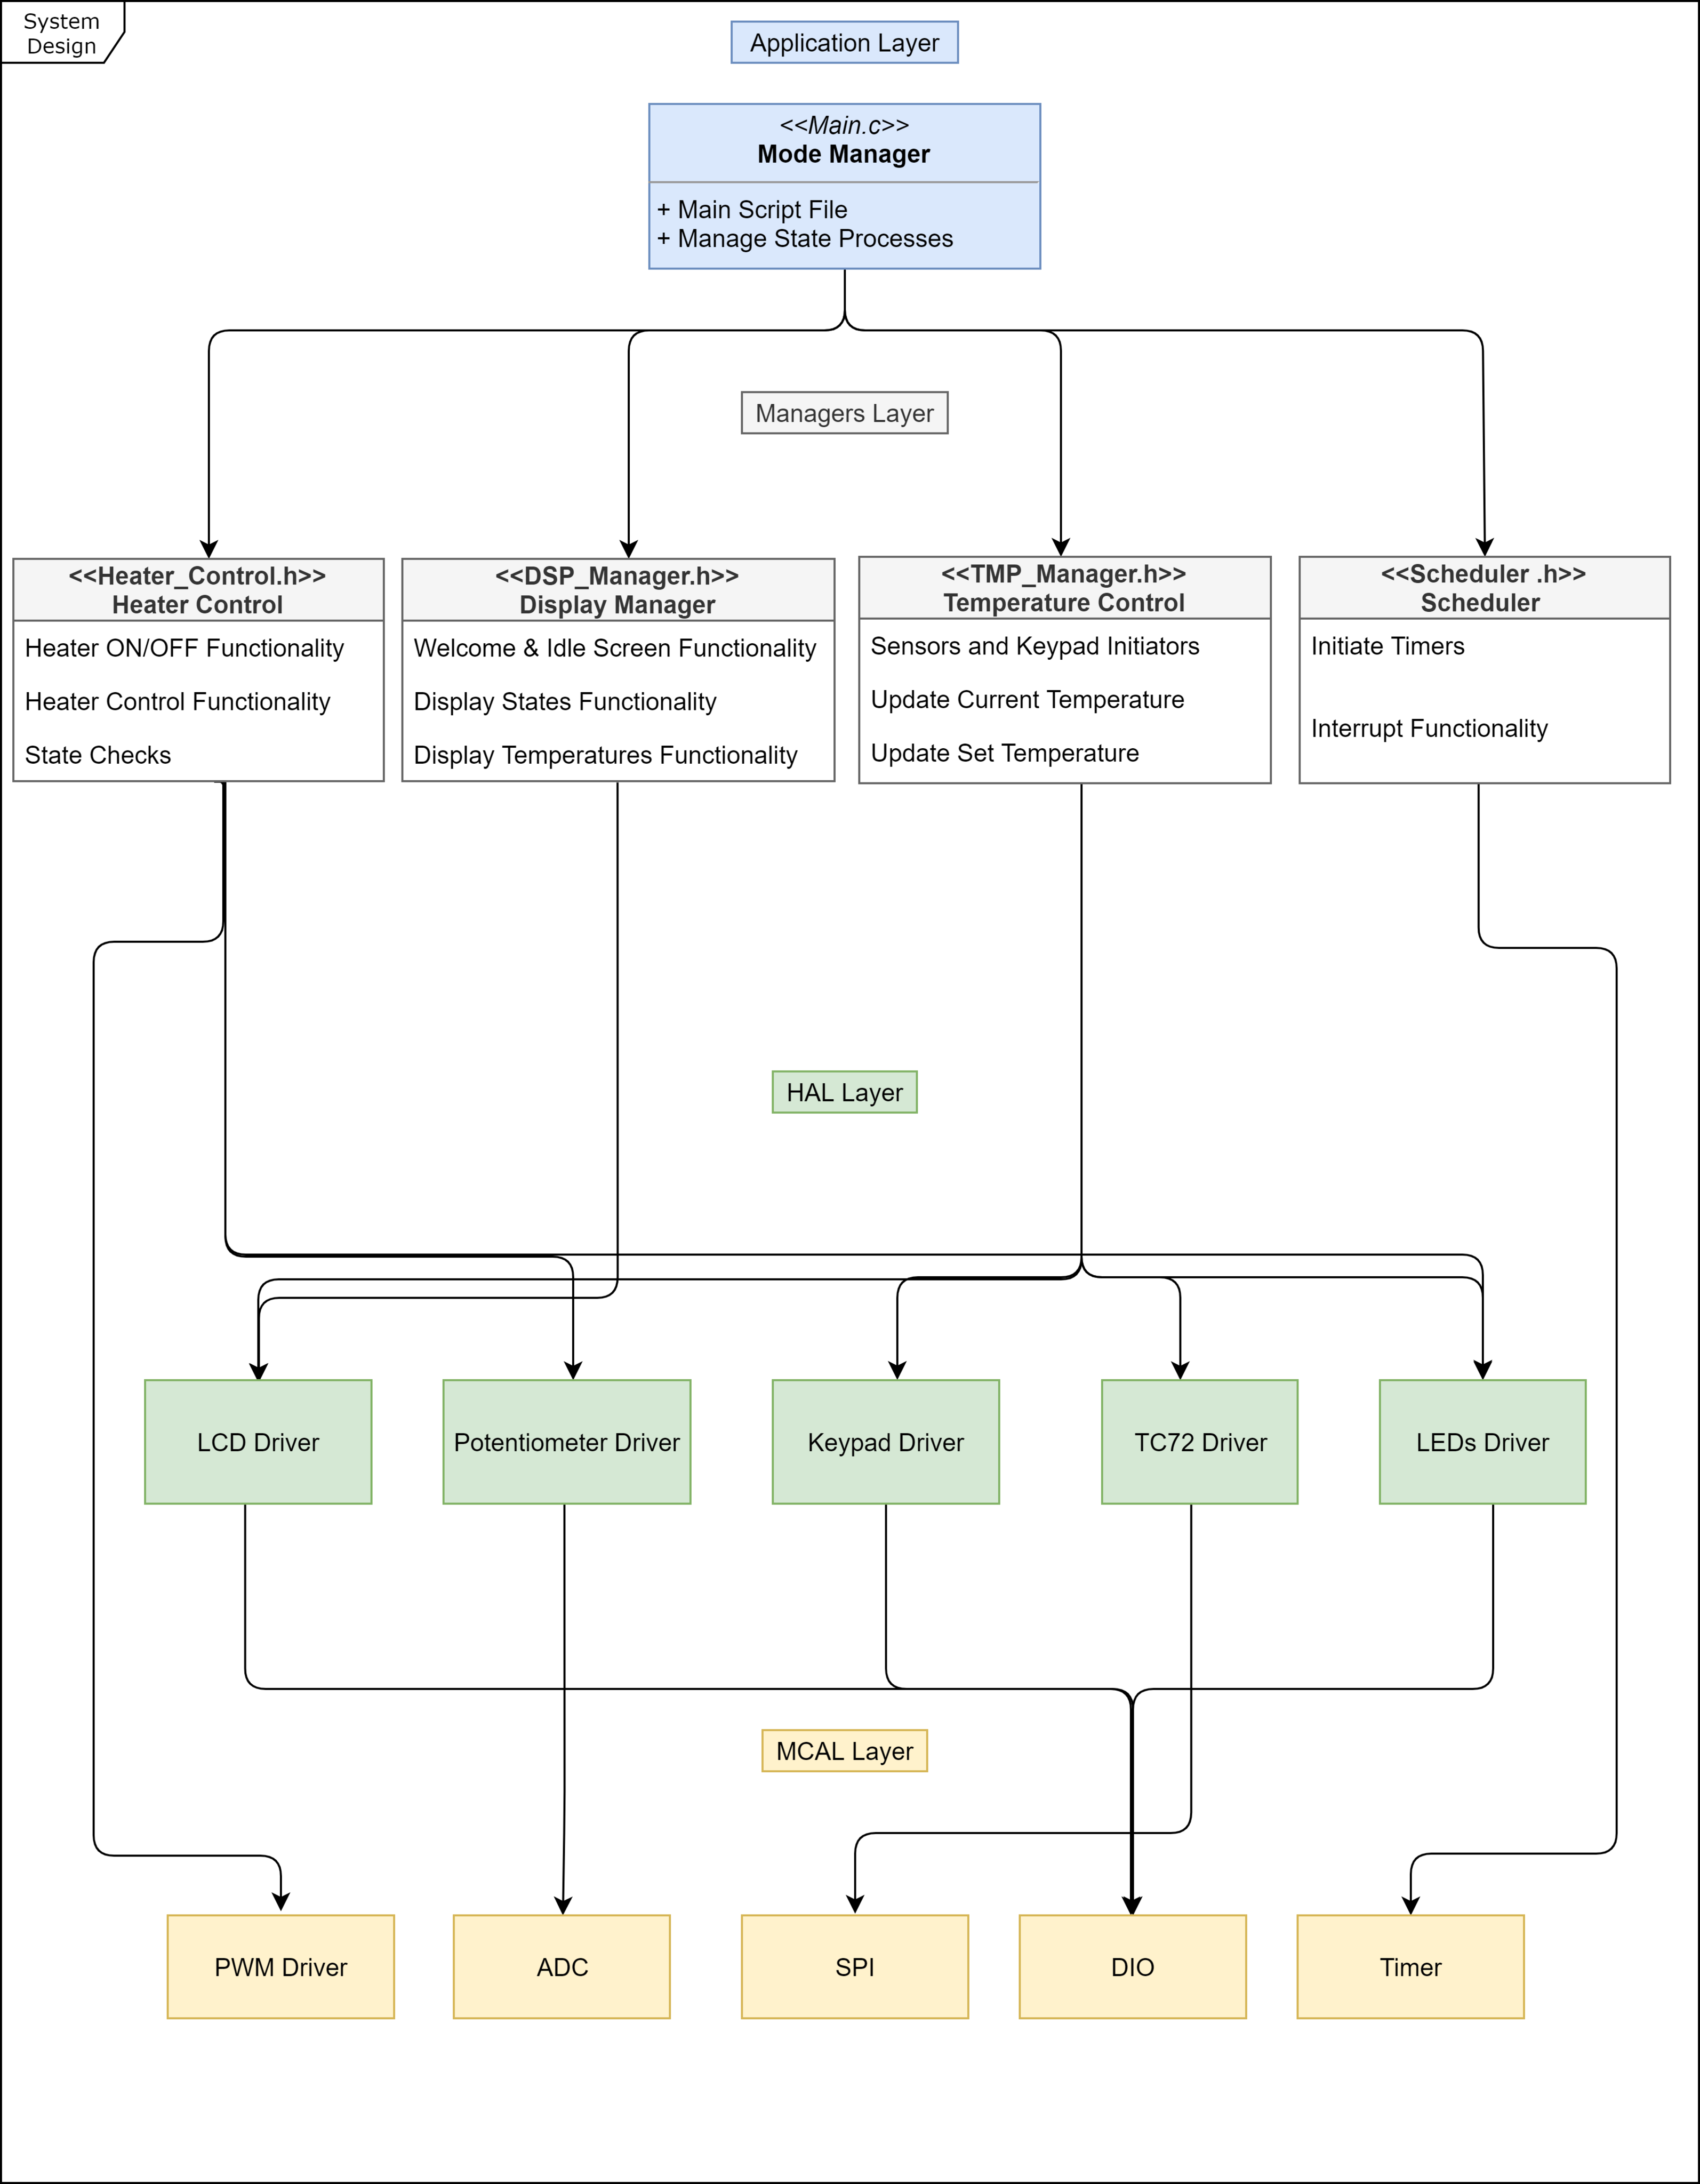 System
Design
Application Layer
<<Main.c>>
Mode Manager
+ Main Script File
+ Manage State Processes
Managers Layer
<<Heater_Control.h>>
Heater Control
Heater ON/OFF Functionality
Heater Control Functionality
State Checks
<<DSP_Manager.h>>
Display Manager
Welcome & Idle Screen Functionality
Display States Functionality
Display Temperatures Functionality
<<TMP_Manager.h>>
Temperature Control
Sensors and Keypad Initiators
Update Current Temperature
Update Set Temperature
<<Scheduler .h>>
Scheduler
Initiate Timers
Interrupt Functionality
HAL Layer
LCD Driver
Potentiometer Driver
Keypad Driver
TC72 Driver
LEDs Driver
MCAL Layer
PWM Driver
ADC
SPI
DIO
Timer